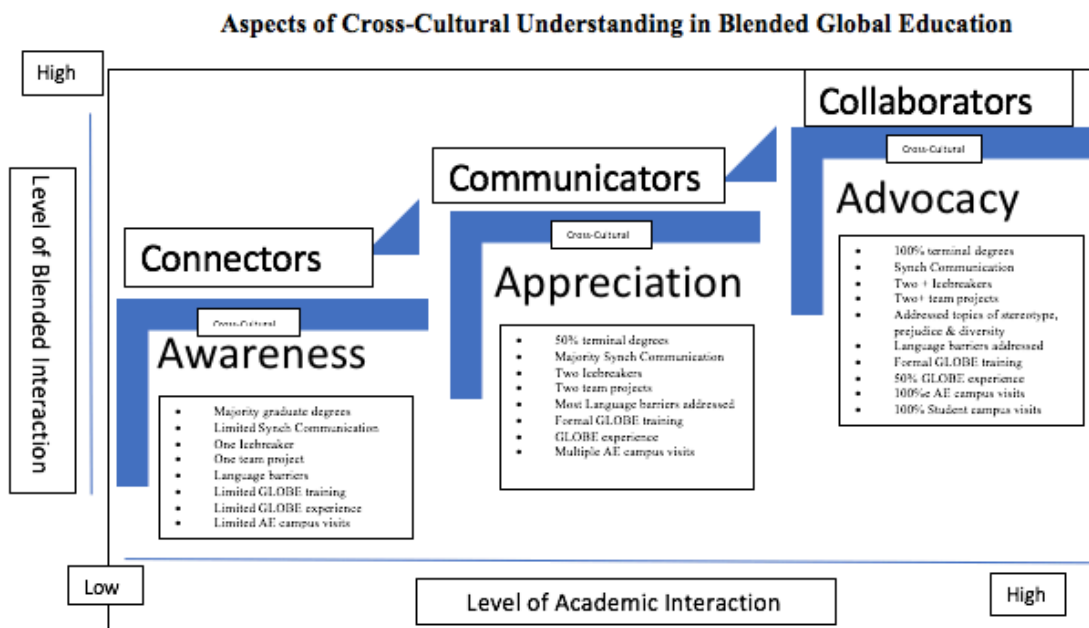 Aspects of Cross-Cultural Understanding in Blended Global Education
High
Level of Blended Interaction
Low
Connectors
Cross-Cultural
Awareness
• Majority graduate degrees
• Limited Synch Communication
• One Icebreaker
• One team project
• Language barriers
• Limited GLOBE training
• Limited GLOBE experience
• Limited AE campus visits
Communicators
Cross-Cultural
Appreciation
• 50% terminal degrees
• Majority Synch Communication
• Two Icebreakers
• Two team projects
• Most Language barriers addressed
• Formal GLOBE training
• GLOBE experience
• Multiple AE campus visits
Collaborators
Cross-Cultural
Advocacy
• 100% terminal degrees
• Synch Communication
• Two + Icebreakers
• Two+ team projects
• Addressed topics of stereotype,
prejudice & diversity
• Language barriers addressed
• Formal GLOBE training
• 50% GLOBE experience
• 100%e AE campus visits
• 100% Student campus visits
Level of Academic Interaction
High